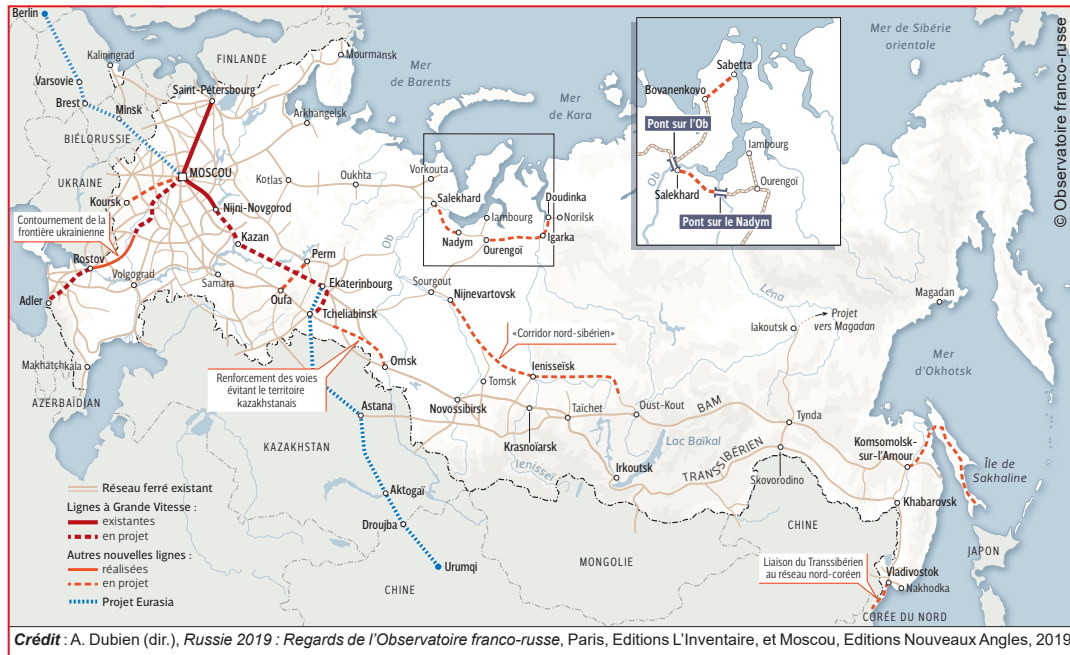 Berlin
Kaliningrad
FINLANDE
Mourmansk
Mer
de Barents
Mer
de Kara
Mer de Sibérie
orientale
Varsovie
Saint-Pétersbourg
Brest
Minsk
Arkhangelsk
BIÉLORUSSIE
MOSCOU
UKRAINE
Koursk
Kotlas
Oukhta
Vorkouta
Salekhard
Doudinka
Iambourg
Norilsk
Nadym
Ourengoï
Igarka
Nijni-Novgorod
Contournement de la
frontière ukrainienne
Kazan
Ob
Rostov
Perm
Volgograd
Samara
Ekaterinbourg
Adler
Oufa
Tcheliabinsk
Sourgout
Nijnevartovsk
Makhatchkala
Omsk
AZERBAÏDJAN
Renforcement des voies
évitant le territoire
kazakhstanais
«Corridor nord-sibérien»
Tomsk
Ienisseïsk
Astana
Novossibirsk
Taïchet
Oust-Kout
BAM
Krasnoïarsk
KAZAKHSTAN
Lac Baïkal
Ienisseï
Irkoutsk
TRANSSIBÉRIEN
Aktogaï
Droujba
Urumqi
CHINE
MONGOLIE
Sabetta
Bovanenkovo
Pont sur l'Ob
Iambourg
Ob
Salekhard
Ourengoï
Pont sur le Nadym
Léna
Iakoutsk
Projet
vers Magadan
Magadan
Mer
d'Okhotsk
Tynda
Komsomolsk-
sur-l'Amour
Skovorodino
Île de
Sakhaline
Khabarovsk
CHINE
JAPON
Liaison du Transsibérien
au réseau nord-coréen
Vladivostok
Nakhodka
CORÉE DU NORD
Réseau ferré existant
Lignes à Grande Vitesse :
existantes
en projet
Autres nouvelles lignes :
réalisées
en projet
Projet Eurasia
© Observatoire franco-russe
Crédit : A. Dubien (dir.), Russie 2019 : Regards de l'Observatoire franco-russe, Paris, Editions L'Inventaire, et Moscou, Editions Nouveaux Angles, 2019